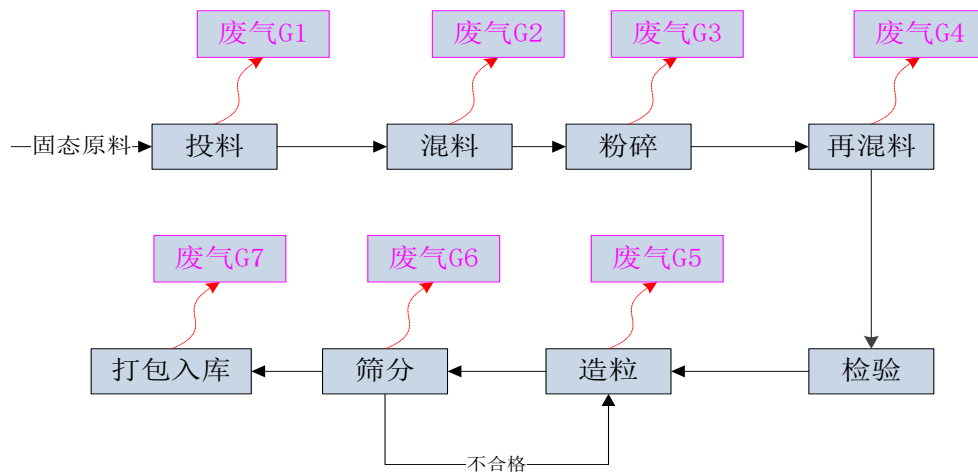 废气G1
废气G2
废气G3
废气G4
固态原料
投料
混料
粉碎
再混料
废气G7
废气G6
废气G5
打包入库
筛分
造粒
检验
不合格